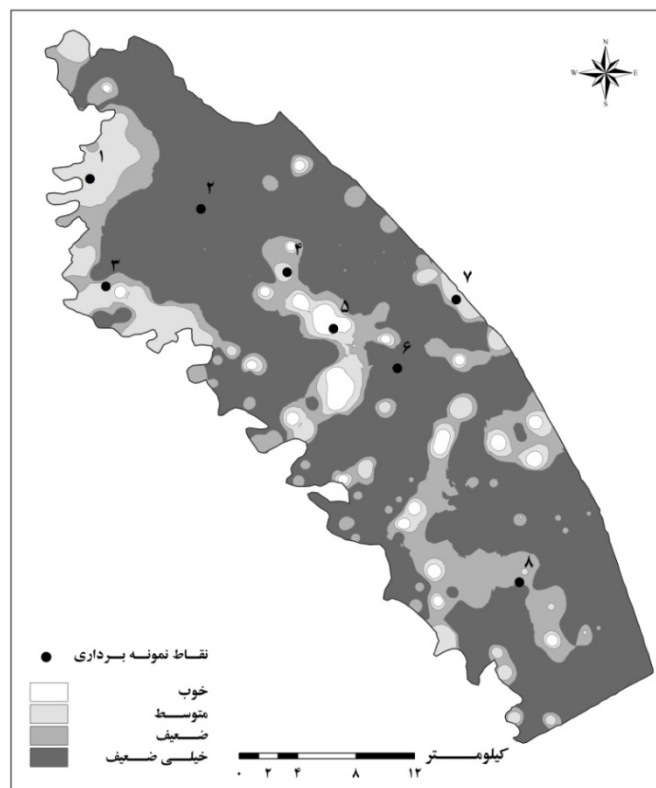 N
W E
S
۱
۲
۳
۴
۵
۶
۷
۸
نقاط نمونه برداری
خوب
متوسط
ضعیف
خیلی ضعیف
کیلومتر
۰ ۲ ۴ ۸ ۱۲